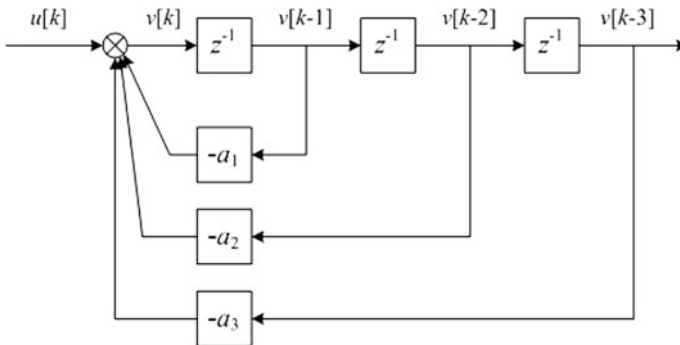 u[k] v[k] v[k-1] v[k-2] v[k-3]
z⁻¹ z⁻¹ z⁻¹
-a₁
-a₂
-a₃